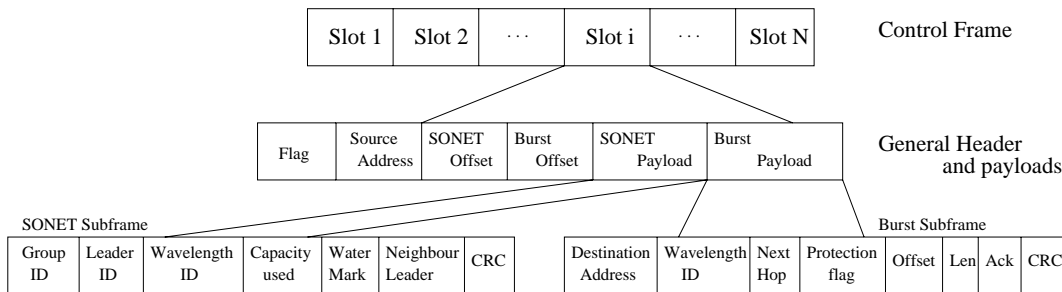 Slot 1 Slot 2 ... Slot i ... Slot N Control Frame
Flag Source Address SONET Offset Burst Offset SONET Payload Burst Payload General Header and payloads
SONET Subframe
Group ID Leader ID Wavelength ID Capacity used Water Mark Neighbour Leader CRC
Burst Subframe
Destination Address Wavelength ID Next Hop Protection flag Offset Len Ack CRC